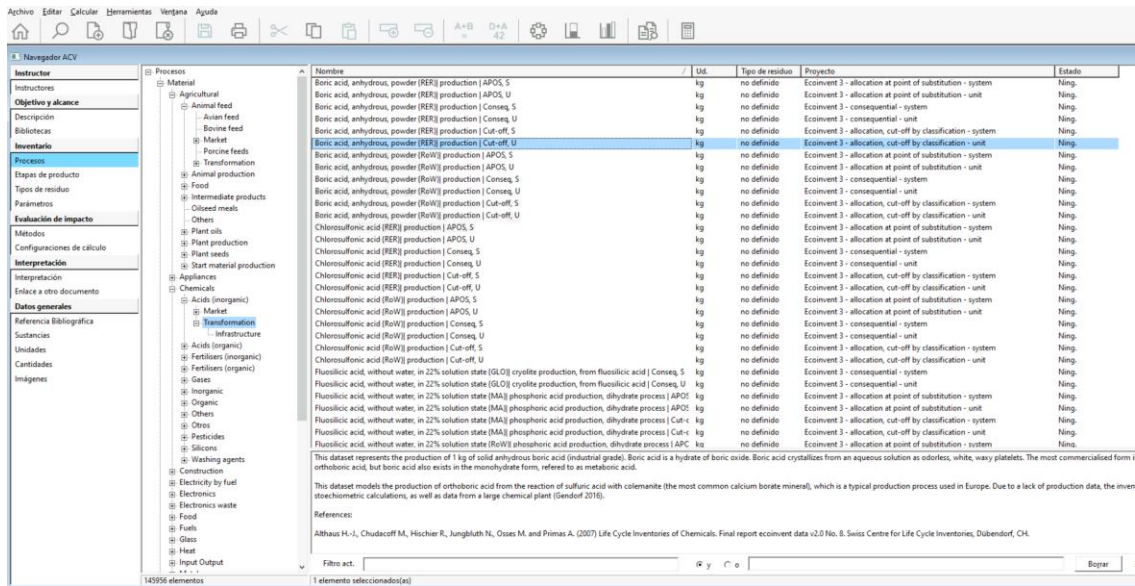 Archivo Editar Calcular Herramientas Ventana Ayuda
A+B =
D+A 42
Navegador ACV
Instructor
Instructores
Objetivo y alcance
Descripción
Bibliotecas
Inventario
Procesos
Etapas de producto
Tipos de residuo
Parámetros
Evaluación de impacto
Métodos
Configuraciones de cálculo
Interpretación
Interpretación
Enlace a otro documento
Datos generales
Referencia Bibliográfica
Sustancias
Unidades
Cantidades
Imágenes
Procesos
Material
Agricultural
Animal feed
Avian feed
Bovine feed
Market
Porcine feeds
Transformation
Animal production
Food
Intermediate products
Oilseed meals
Others
Plant oils
Plant production
Plant seeds
Start material production
Appliances
Chemicals
Acids (inorganic)
Market
Transformation
Infrastructure
Acids (organic)
Fertilisers (inorganic)
Fertilisers (organic)
Gases
Inorganic
Organic
Others
Otros
Pesticides
Silicons
Washing agents
Construction
Electricity by fuel
Electronics
Electronics waste
Food
Fuels
Glass
Heat
Input Output
Nombre / Ud. Tipo de residuo Proyecto Estado
Boric acid, anhydrous, powder {RER}| production | APOS, S kg no definido Ecoinvent 3 - allocation at point of substitution - system Ning.
Boric acid, anhydrous, powder {RER}| production | APOS, U kg no definido Ecoinvent 3 - allocation at point of substitution - unit Ning.
Boric acid, anhydrous, powder {RER}| production | Conseq, S kg no definido Ecoinvent 3 - consequential - system Ning.
Boric acid, anhydrous, powder {RER}| production | Conseq, U kg no definido Ecoinvent 3 - consequential - unit Ning.
Boric acid, anhydrous, powder {RER}| production | Cut-off, S kg no definido Ecoinvent 3 - allocation, cut-off by classification - system Ning.
Boric acid, anhydrous, powder {RER}| production | Cut-off, U kg no definido Ecoinvent 3 - allocation, cut-off by classification - unit Ning.
Boric acid, anhydrous, powder {RoW}| production | APOS, S kg no definido Ecoinvent 3 - allocation at point of substitution - system Ning.
Boric acid, anhydrous, powder {RoW}| production | APOS, U kg no definido Ecoinvent 3 - allocation at point of substitution - unit Ning.
Boric acid, anhydrous, powder {RoW}| production | Conseq, S kg no definido Ecoinvent 3 - consequential - system Ning.
Boric acid, anhydrous, powder {RoW}| production | Conseq, U kg no definido Ecoinvent 3 - consequential - unit Ning.
Boric acid, anhydrous, powder {RoW}| production | Cut-off, S kg no definido Ecoinvent 3 - allocation, cut-off by classification - system Ning.
Boric acid, anhydrous, powder {RoW}| production | Cut-off, U kg no definido Ecoinvent 3 - allocation, cut-off by classification - unit Ning.
Chlorosulfonic acid {RER}| production | APOS, S kg no definido Ecoinvent 3 - allocation at point of substitution - system Ning.
Chlorosulfonic acid {RER}| production | APOS, U kg no definido Ecoinvent 3 - allocation at point of substitution - unit Ning.
Chlorosulfonic acid {RER}| production | Conseq, S kg no definido Ecoinvent 3 - consequential - system Ning.
Chlorosulfonic acid {RER}| production | Conseq, U kg no definido Ecoinvent 3 - consequential - unit Ning.
Chlorosulfonic acid {RER}| production | Cut-off, S kg no definido Ecoinvent 3 - allocation, cut-off by classification - system Ning.
Chlorosulfonic acid {RER}| production | Cut-off, U kg no definido Ecoinvent 3 - allocation, cut-off by classification - unit Ning.
Chlorosulfonic acid {RoW}| production | APOS, S kg no definido Ecoinvent 3 - allocation at point of substitution - system Ning.
Chlorosulfonic acid {RoW}| production | APOS, U kg no definido Ecoinvent 3 - allocation at point of substitution - unit Ning.
Chlorosulfonic acid {RoW}| production | Conseq, S kg no definido Ecoinvent 3 - consequential - system Ning.
Chlorosulfonic acid {RoW}| production | Conseq, U kg no definido Ecoinvent 3 - consequential - unit Ning.
Chlorosulfonic acid {RoW}| production | Cut-off, S kg no definido Ecoinvent 3 - allocation, cut-off by classification - system Ning.
Chlorosulfonic acid {RoW}| production | Cut-off, U kg no definido Ecoinvent 3 - allocation, cut-off by classification - unit Ning.
Fluosilicic acid, without water, in 22% solution state {GLO}| cryolite production, from fluosilicic acid | Conseq, S kg no definido Ecoinvent 3 - consequential - system Ning.
Fluosilicic acid, without water, in 22% solution state {GLO}| cryolite production, from fluosilicic acid | Conseq, U kg no definido Ecoinvent 3 - consequential - unit Ning.
Fluosilicic acid, without water, in 22% solution state {MA}| phosphoric acid production, dihydrate process | APOS kg no definido Ecoinvent 3 - allocation at point of substitution - system Ning.
Fluosilicic acid, without water, in 22% solution state {MA}| phosphoric acid production, dihydrate process | APOS kg no definido Ecoinvent 3 - allocation at point of substitution - unit Ning.
Fluosilicic acid, without water, in 22% solution state {MA}| phosphoric acid production, dihydrate process | Cut-c kg no definido Ecoinvent 3 - allocation, cut-off by classification - system Ning.
Fluosilicic acid, without water, in 22% solution state {MA}| phosphoric acid production, dihydrate process | Cut-c kg no definido Ecoinvent 3 - allocation, cut-off by classification - unit Ning.
Fluosilicic acid, without water, in 22% solution state {RoW}| phosphoric acid production, dihydrate process | APC kg no definido Ecoinvent 3 - allocation at point of substitution - system Ning.
This dataset represents the production of 1 kg of solid anhydrous boric acid (industrial grade). Boric acid is a hydrate of boric oxide. Boric acid crystallizes from an aqueous solution as odorless, white, waxy platelets. The most commercialised form i
orthoboric acid, but boric acid also exists in the monohydrate form, refered to as metaboric acid.
This dataset models the production of orthoboric acid from the reaction of sulfuric acid with colemanite (the most common calcium borate mineral), which is a typical production process used in Europe. Due to a lack of production data, the inven
stoechiometric calculations, as well as data from a large chemical plant (Gendorf 2016).
References:
Althaus H.-J., Chudacoff M., Hischier R., Jungbluth N., Osses M. and Primas A. (2007) Life Cycle Inventories of Chemicals. Final report ecoinvent data v2.0 No. 8. Swiss Centre for Life Cycle Inventories, Dübendorf, CH.
Filtro act. y o Borrar
145956 elementos 1 elemento seleccionados(as)